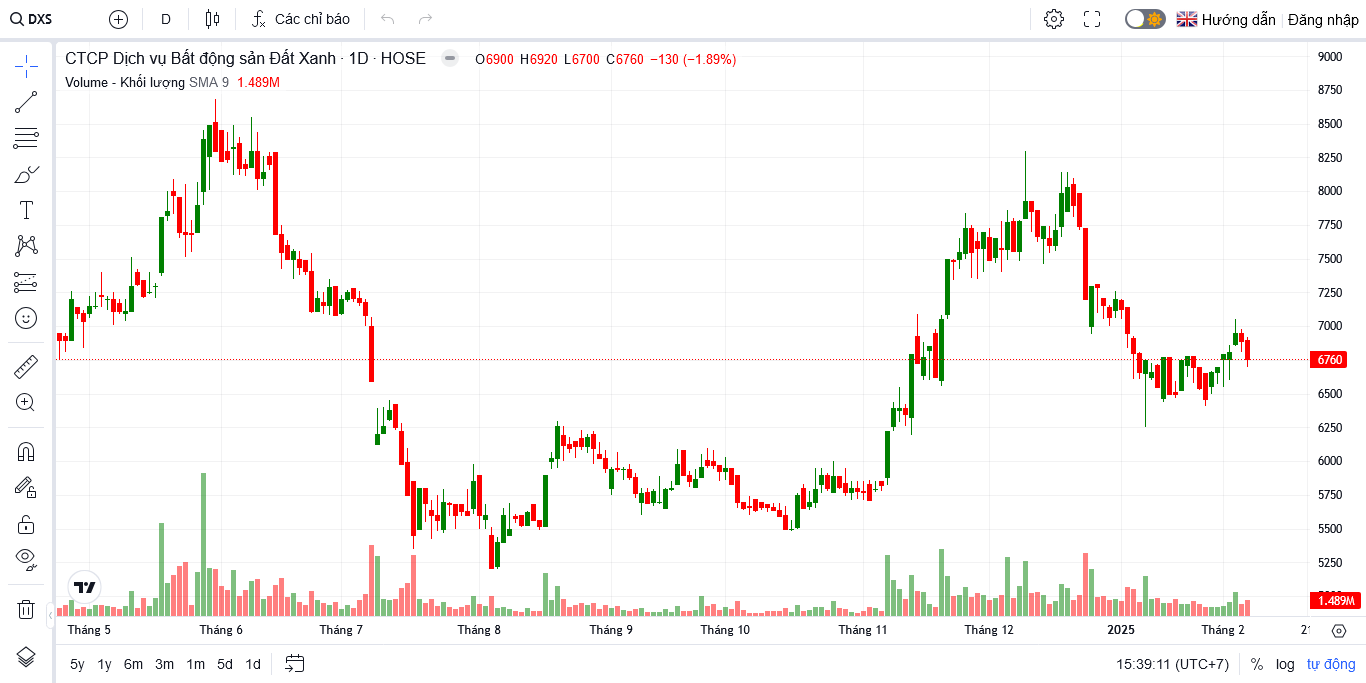 DXS D Các chỉ báo Hướng dẫn Đăng nhập
CTCP Dịch vụ Bất động sản Đất Xanh · 1D · HOSE O6900 H6920 L6700 C6760 −130 (−1.89%)
Volume - Khối lượng SMA 9 1.489M
9000
8750
8500
8250
8000
7750
7500
7250
7000
6760
6500
6250
6000
5750
5500
5250
1.489M
Tháng 5 Tháng 6 Tháng 7 Tháng 8 Tháng 9 Tháng 10 Tháng 11 Tháng 12 2025 Tháng 2
5y 1y 6m 3m 1m 5d 1d 15:39:11 (UTC+7) % log tự động